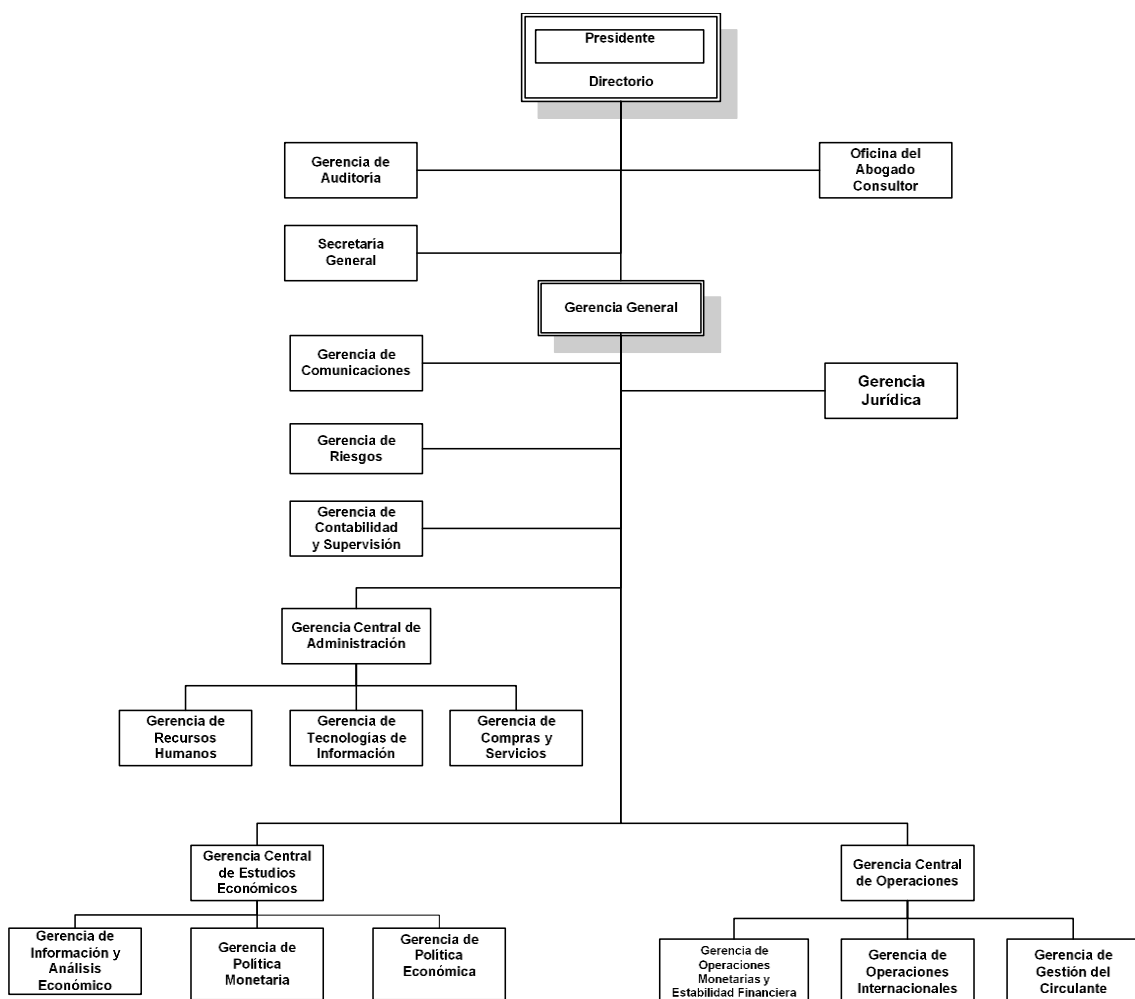 Presidente
Directorio
Gerencia de
Auditoría
Oficina del
Abogado
Consultor
Secretaría
General
Gerencia General
Gerencia de
Comunicaciones
Gerencia
Jurídica
Gerencia de
Riesgos
Gerencia de
Contabilidad
y Supervisión
Gerencia Central de
Administración
Gerencia de
Recursos
Humanos
Gerencia de
Tecnologías de
Información
Gerencia de
Compras y
Servicios
Gerencia Central
de Estudios
Económicos
Gerencia Central
de Operaciones
Gerencia de
Información y
Análisis
Económico
Gerencia de
Política
Monetaria
Gerencia de
Política
Económica
Gerencia de
Operaciones
Monetarias y
Estabilidad Financiera
Gerencia de
Operaciones
Internacionales
Gerencia de
Gestión del
Circulante